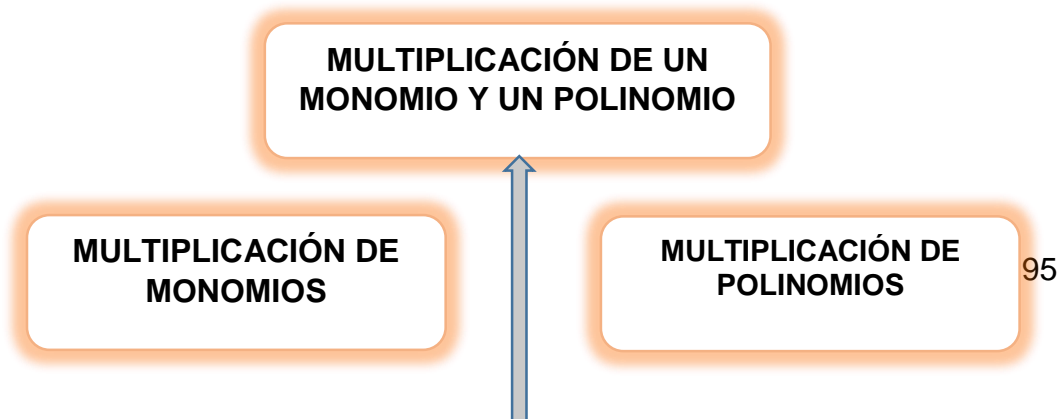 MULTIPLICACIÓN DE UN
MONOMIO Y UN POLINOMIO
MULTIPLICACIÓN DE
MONOMIOS
MULTIPLICACIÓN DE
POLINOMIOS
95